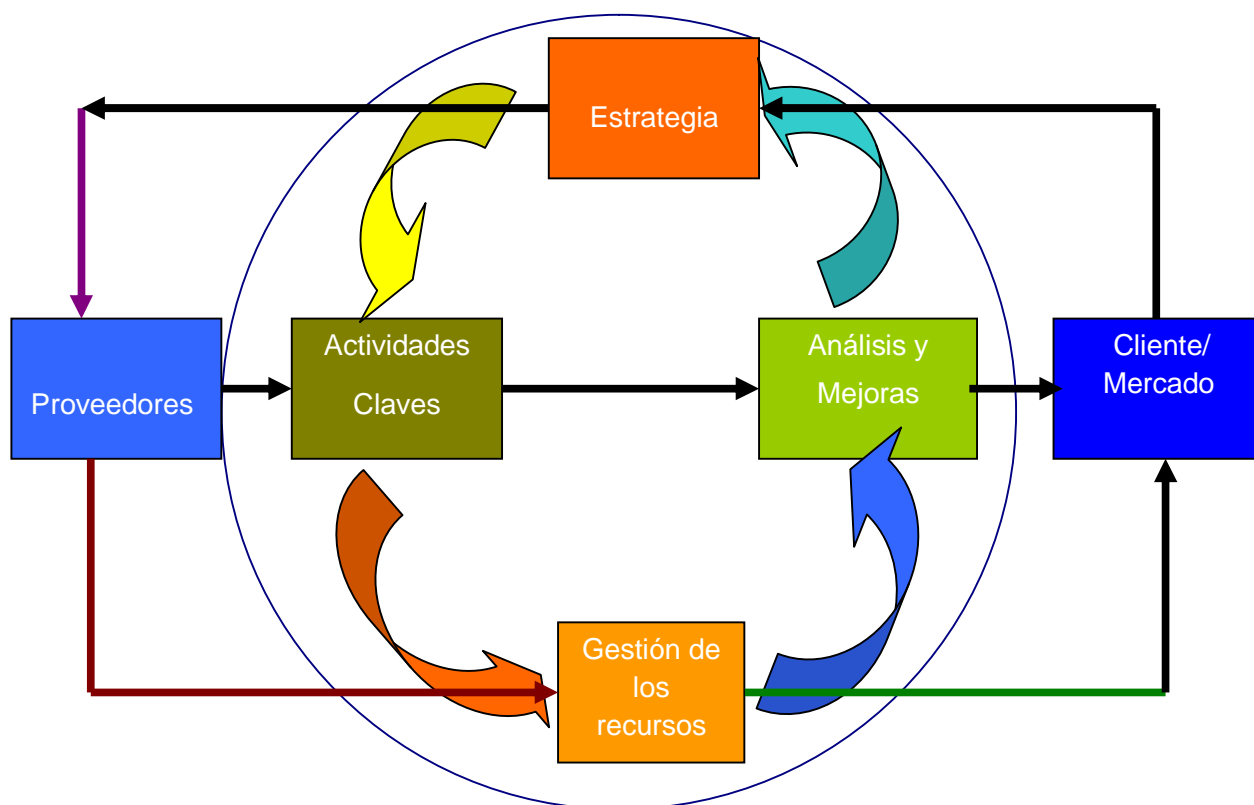 Estrategia
Proveedores
Actividades
Claves
Análisis y
Mejoras
Cliente/
Mercado
Gestión de
los
recursos